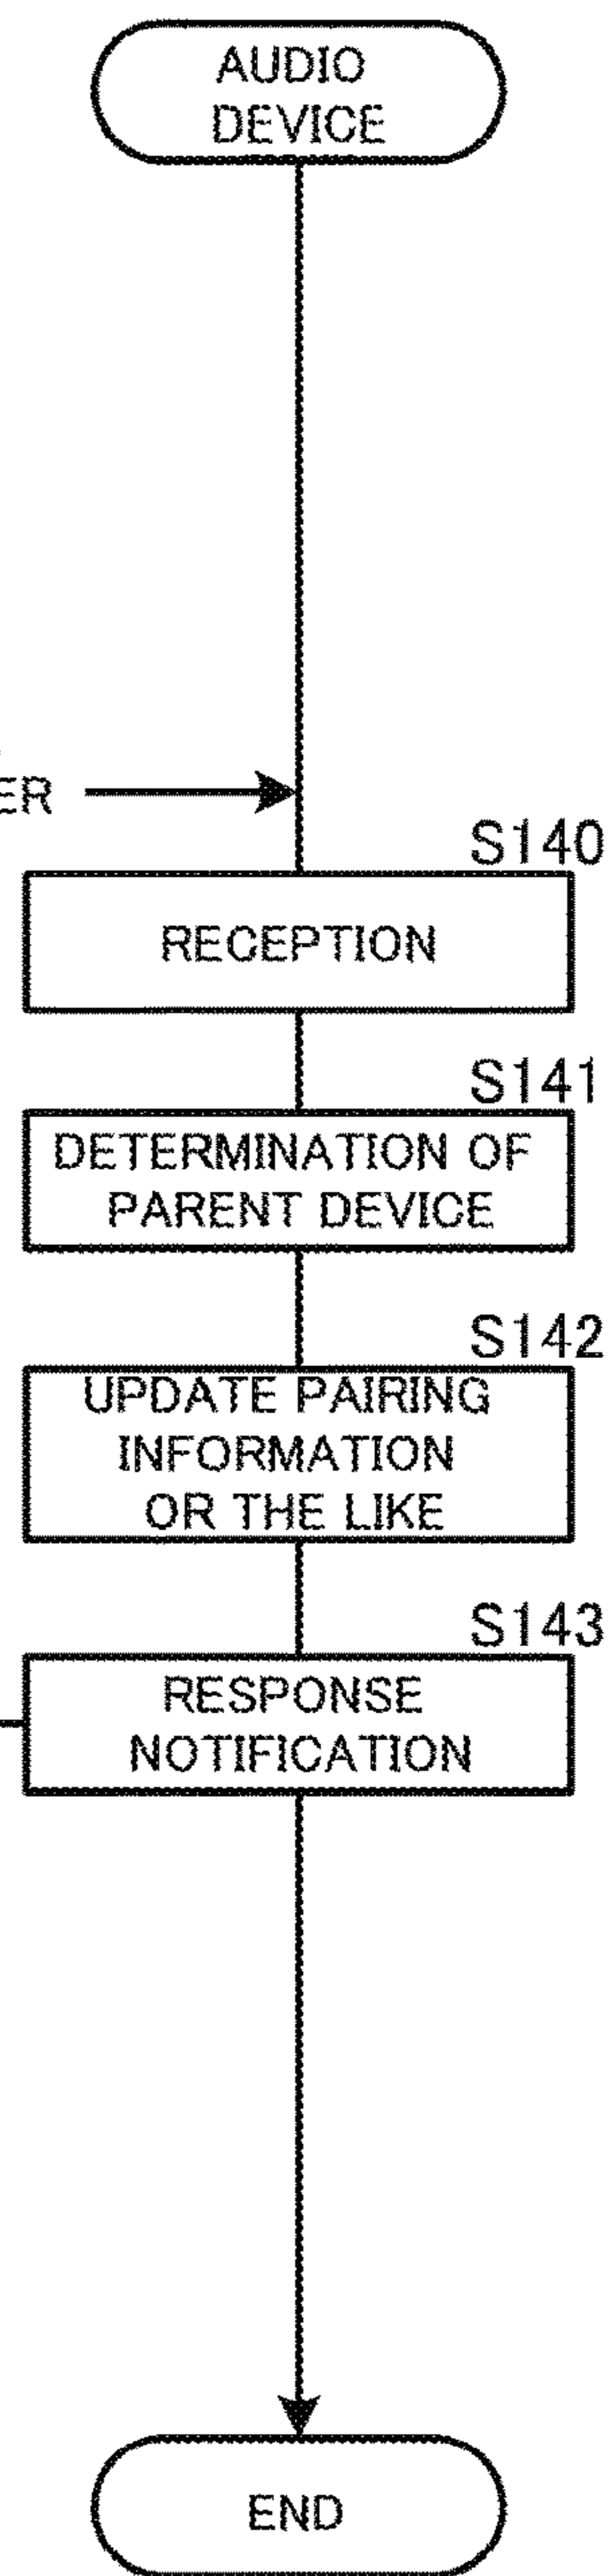 AUDIO
DEVICE
S140
RECEPTION
S141
DETERMINATION OF
PARENT DEVICE
S142
UPDATE PAIRING
INFORMATION
OR THE LIKE
S143
RESPONSE
NOTIFICATION
END